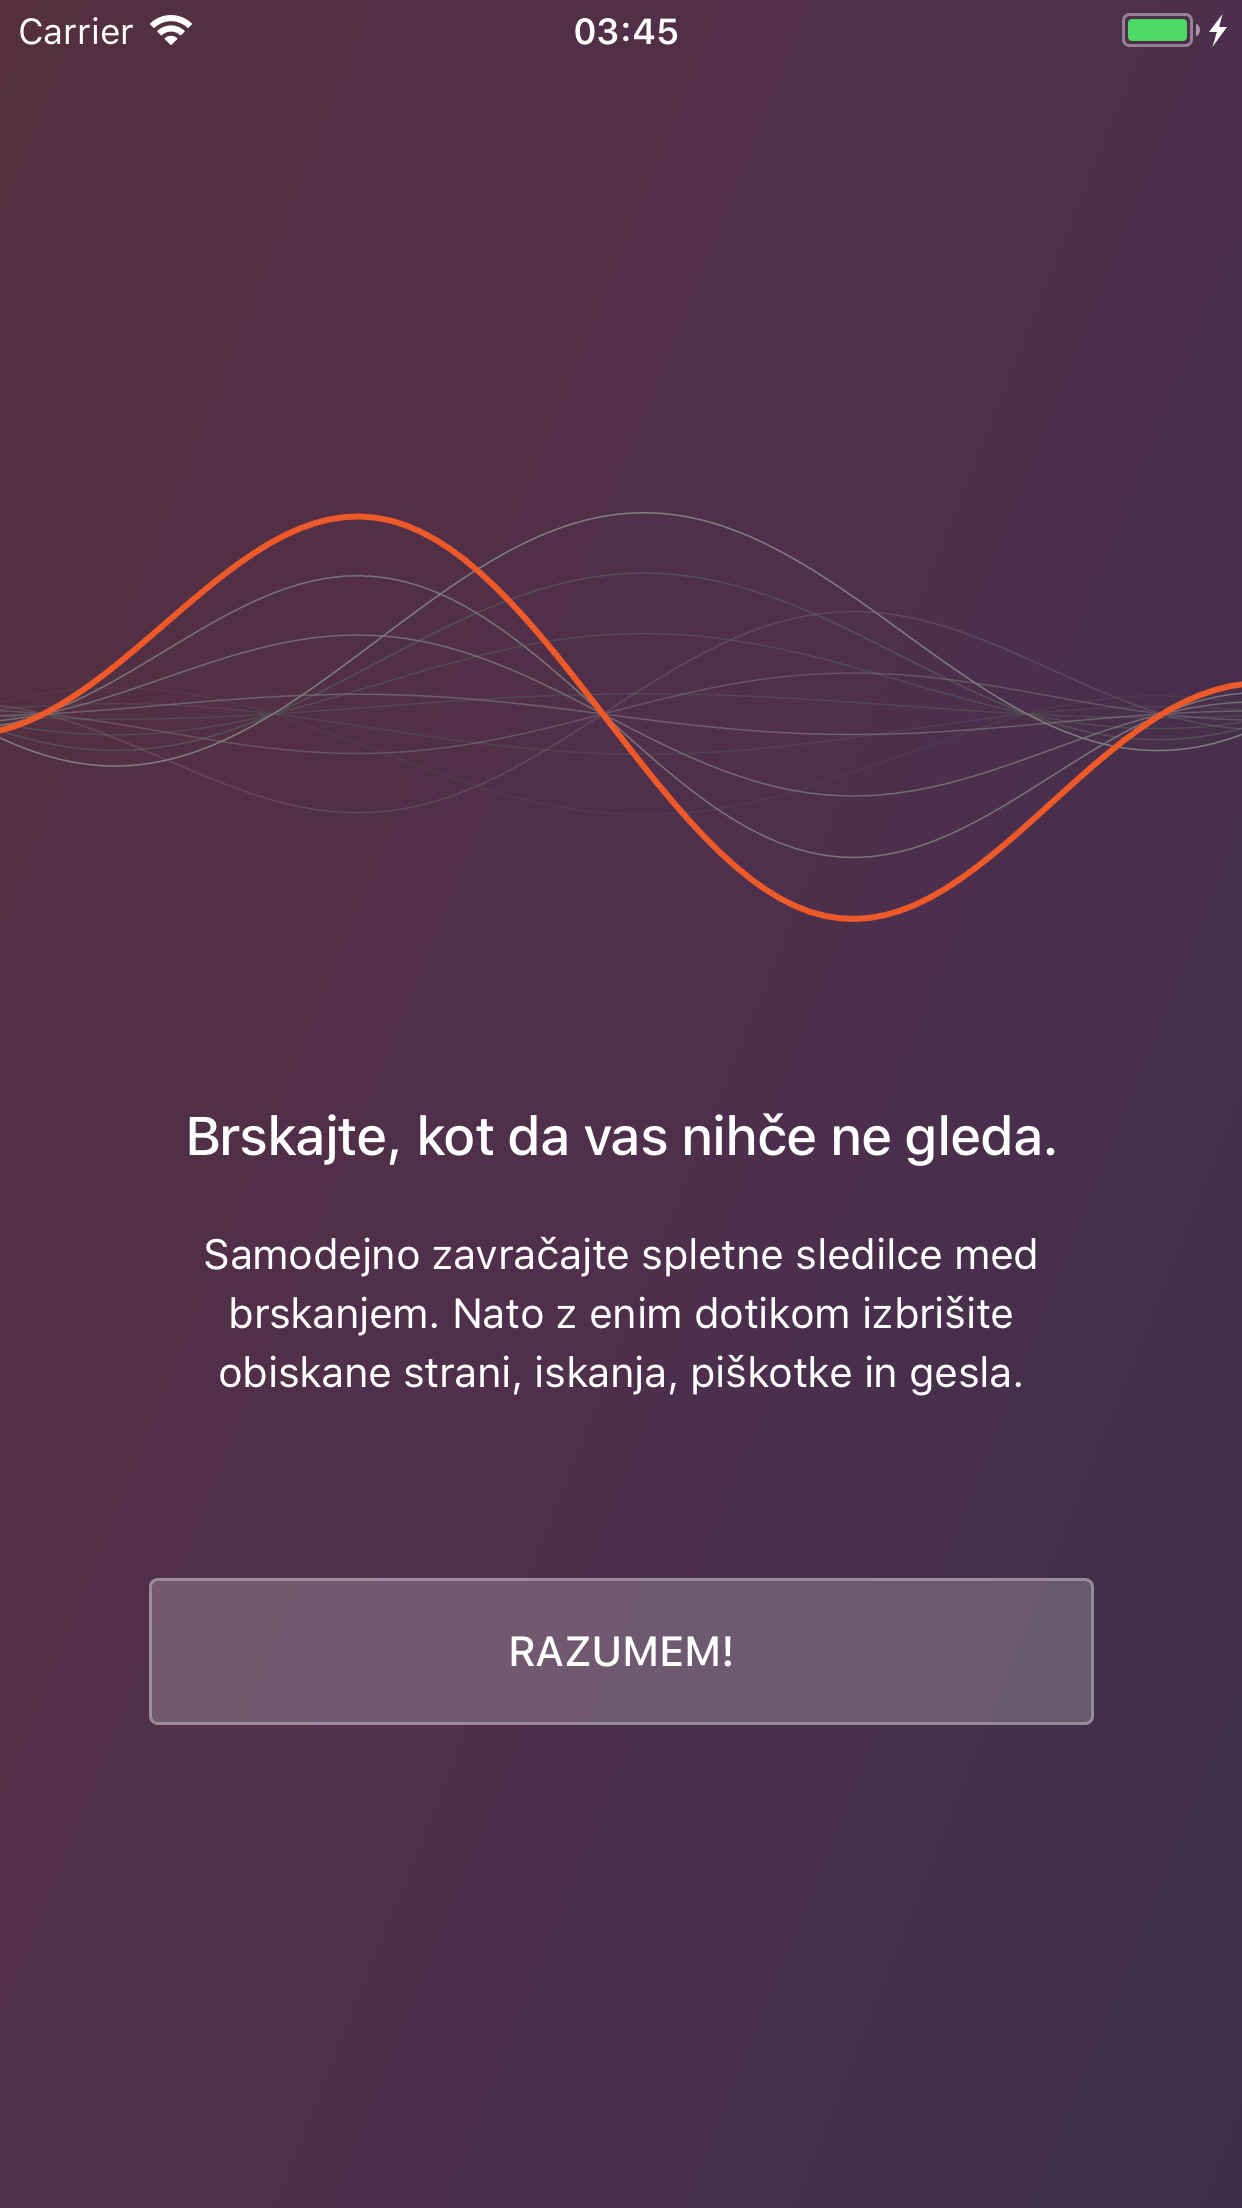 Carrier 03:45
Brskajte, kot da vas nihče ne gleda.
Samodejno zavračajte spletne sledilce med
brskanjem. Nato z enim dotikom izbrišite
obiskane strani, iskanja, piškotke in gesla.
RAZUMEM!